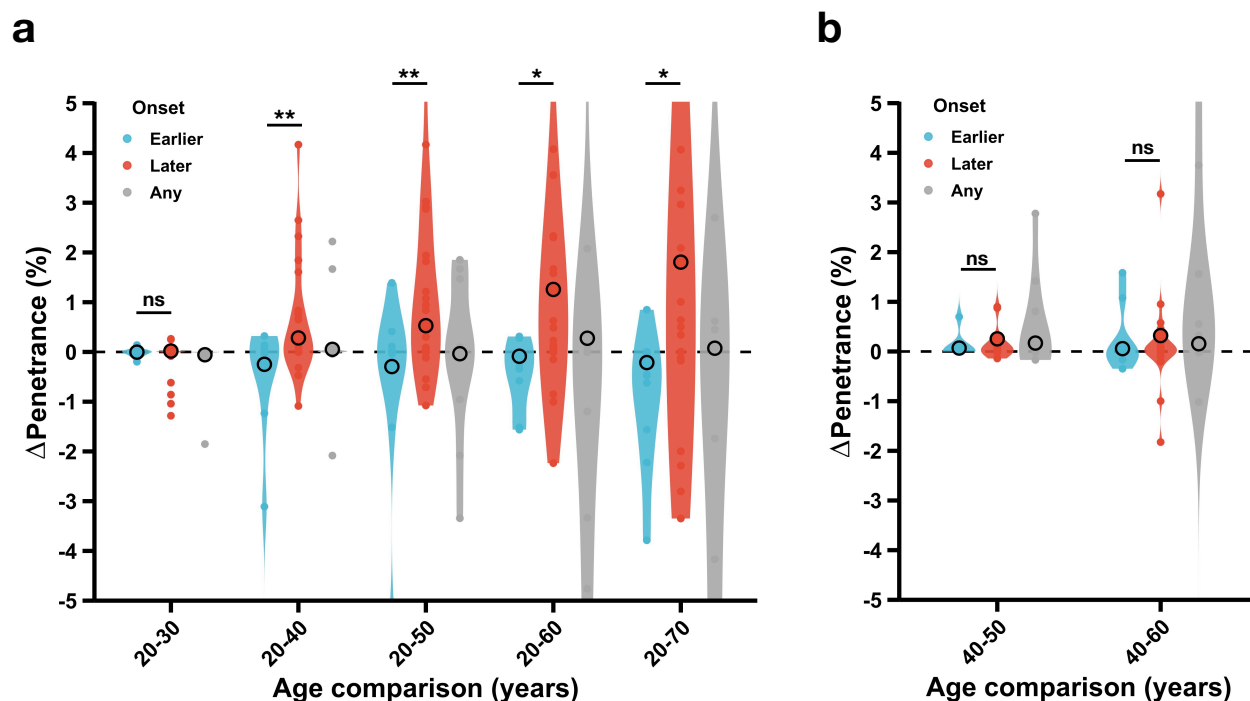 a
**
*
*
5
Onset
Earlier
Later
Any
**
ns
4
3
2
1
0
-1
-2
-3
-4
-5
ΔPenetrance (%)
20-30
20-40
20-50
20-60
20-70
Age comparison (years)
b
5
Onset
Earlier
Later
Any
ns
ns
4
3
2
1
0
-1
-2
-3
-4
-5
ΔPenetrance (%)
40-50
40-60
Age comparison (years)